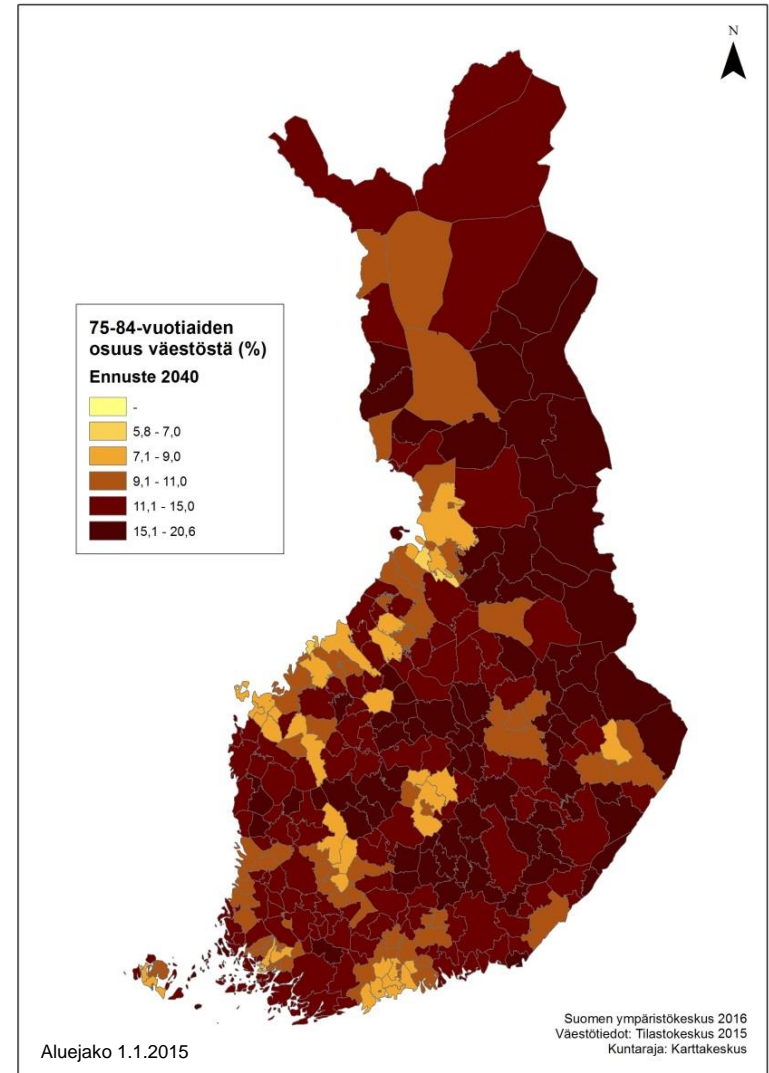 N
75-84-vuotiaiden
osuus väestöstä (%)
Ennuste 2040
-
5,8 - 7,0
7,1 - 9,0
9,1 - 11,0
11,1 - 15,0
15,1 - 20,6
Suomen ympäristökeskus 2016
Väestötiedot: Tilastokeskus 2015
Kuntaraja: Karttakeskus
Aluejako 1.1.2015